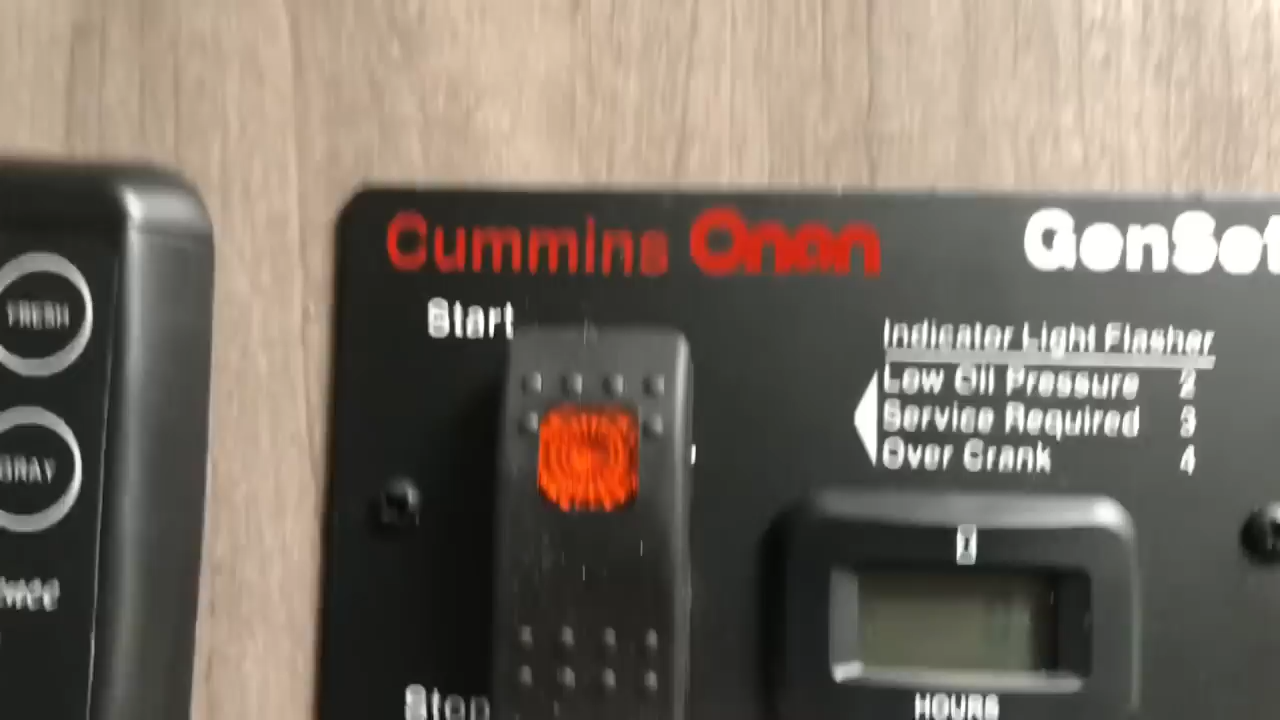 Cummins Onan
GenSet
Start
Indicator Light Flasher
Low Oil Pressure 2
Service Required 3
Over Crank 4
FRESH
GRAY
HOURS
Stop